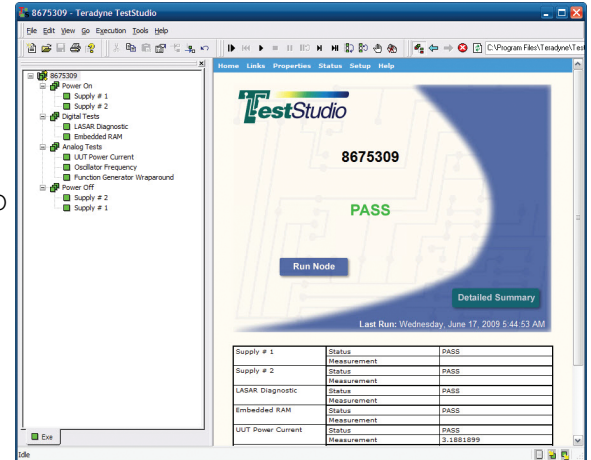 8675309 - Teradyne TestStudio
File Edit View Go Execution Tools Help
C:\Program Files\Teradyne\Test
8675309
Power On
Supply # 1
Supply # 2
Digital Tests
LASAR Diagnostic
Embedded RAM
Analog Tests
UUT Power Current
Oscillator Frequency
Function Generator Wraparound
Power Off
Supply # 2
Supply # 1
Exe
Idle
Home Links Properties Status Setup Help
TestStudio
8675309
PASS
Run Node
Detailed Summary
Last Run: Wednesday, June 17, 2009 5:44:53 AM
Supply # 1 Status PASS
Measurement
Supply # 2 Status PASS
Measurement
LASAR Diagnostic Status PASS
Measurement
Embedded RAM Status PASS
Measurement
UUT Power Current Status PASS
Measurement 3.1881899